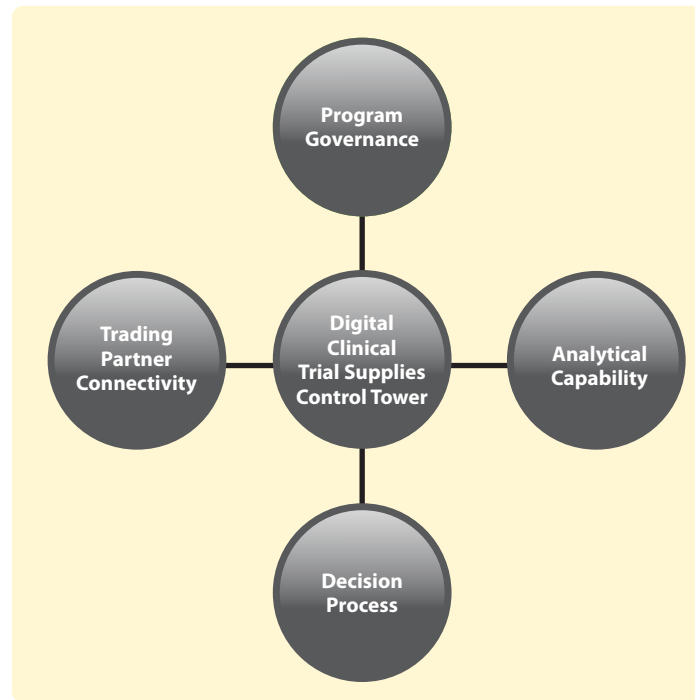 Program
Governance
Trading
Partner
Connectivity
Digital
Clinical
Trial Supplies
Control Tower
Analytical
Capability
Decision
Process